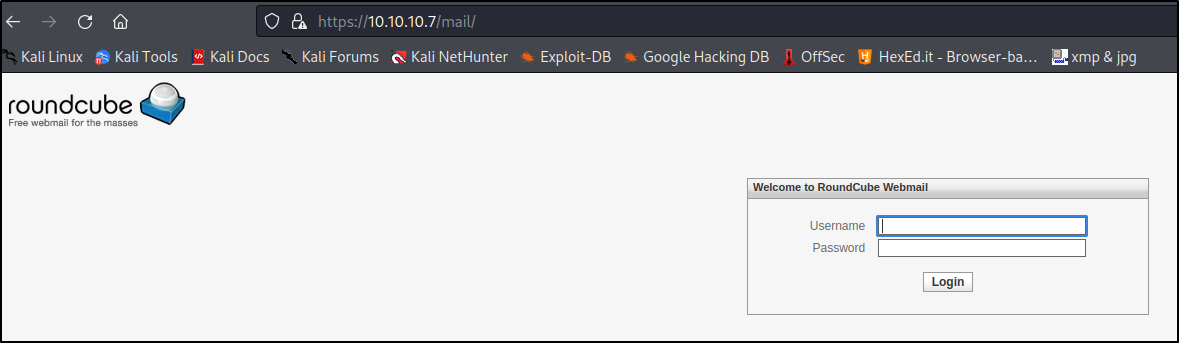 https://10.10.10.7/mail/
Kali Linux Kali Tools Kali Docs Kali Forums Kali NetHunter Exploit-DB Google Hacking DB OffSec HexEd.it - Browser-ba… xmp & jpg
roundcube
Free webmail for the masses
Welcome to RoundCube Webmail
Username
Password
Login